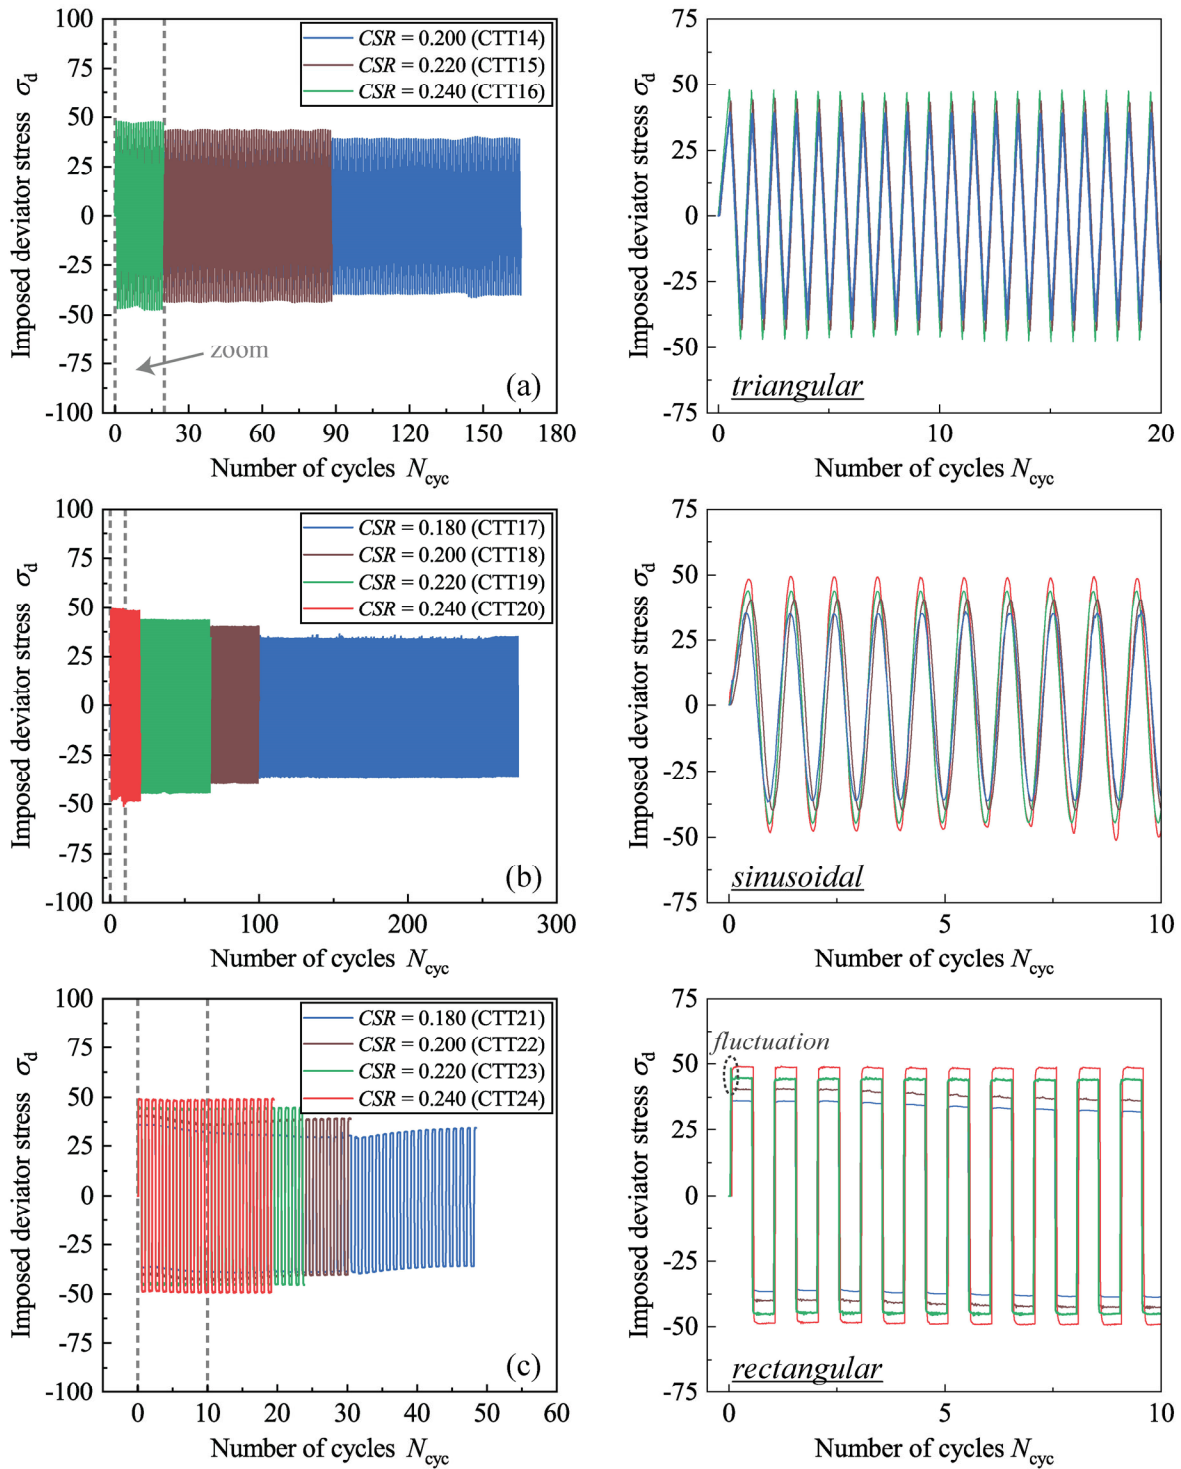 100
75
50
25
0
-25
-50
-75
-100
Imposed deviator stress σd
CSR = 0.200 (CTT14)
CSR = 0.220 (CTT15)
CSR = 0.240 (CTT16)
zoom
(a)
0 30 60 90 120 150 180
Number of cycles Ncyc
75
50
25
0
-25
-50
-75
Imposed deviator stress σd
triangular
0 10 20
Number of cycles Ncyc
100
75
50
25
0
-25
-50
-75
-100
Imposed deviator stress σd
CSR = 0.180 (CTT17)
CSR = 0.200 (CTT18)
CSR = 0.220 (CTT19)
CSR = 0.240 (CTT20)
(b)
0 100 200 300
Number of cycles Ncyc
75
50
25
0
-25
-50
-75
Imposed deviator stress σd
sinusoidal
0 5 10
Number of cycles Ncyc
100
75
50
25
0
-25
-50
-75
-100
Imposed deviator stress σd
CSR = 0.180 (CTT21)
CSR = 0.200 (CTT22)
CSR = 0.220 (CTT23)
CSR = 0.240 (CTT24)
(c)
0 10 20 30 40 50 60
Number of cycles Ncyc
75
50
25
0
-25
-50
-75
Imposed deviator stress σd
fluctuation
rectangular
0 5 10
Number of cycles Ncyc